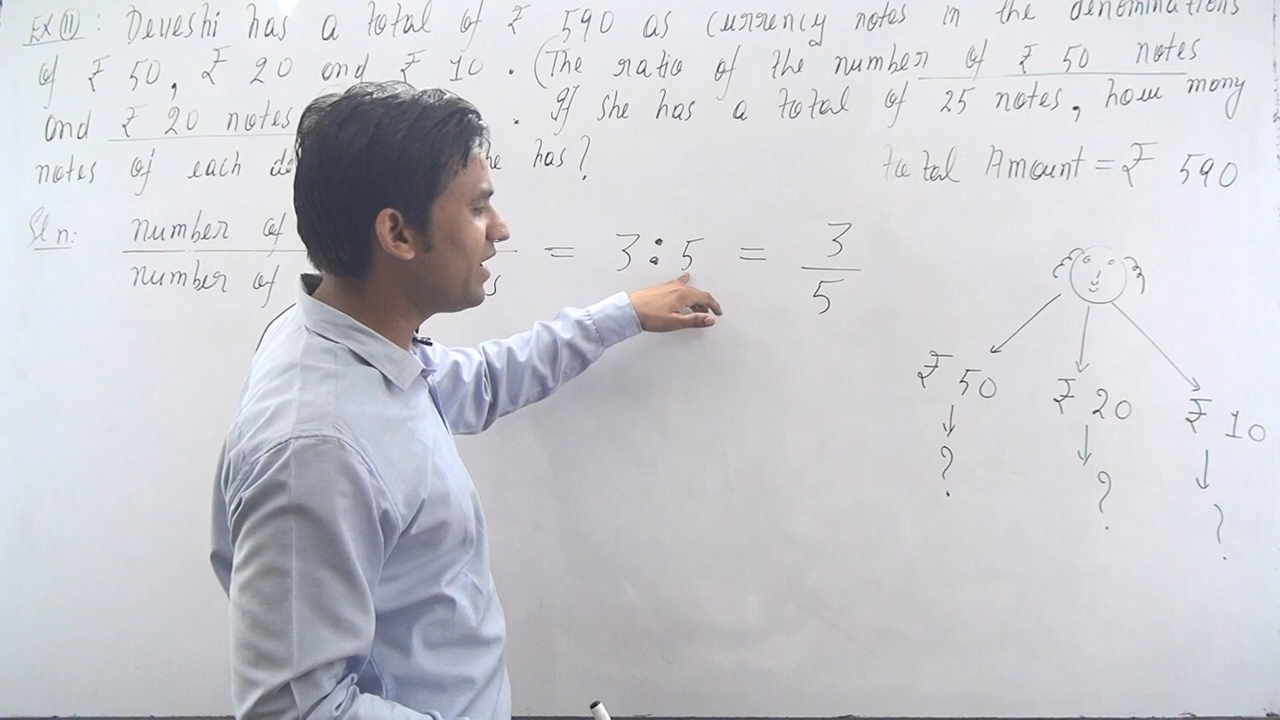 EX 11 : Deveshi has a total of ₹ 590 as currency notes in the denominations
of ₹ 50, ₹ 20 and ₹ 10. (The ratio of the number of ₹ 50 notes
and ₹ 20 notes . If she has a total of 25 notes, how many
notes of each has?
Total Amount = ₹ 590
Sln: number of = 3:5 = 3
number of s 5
₹ 50 ₹ 20 ₹ 10
? ? ?